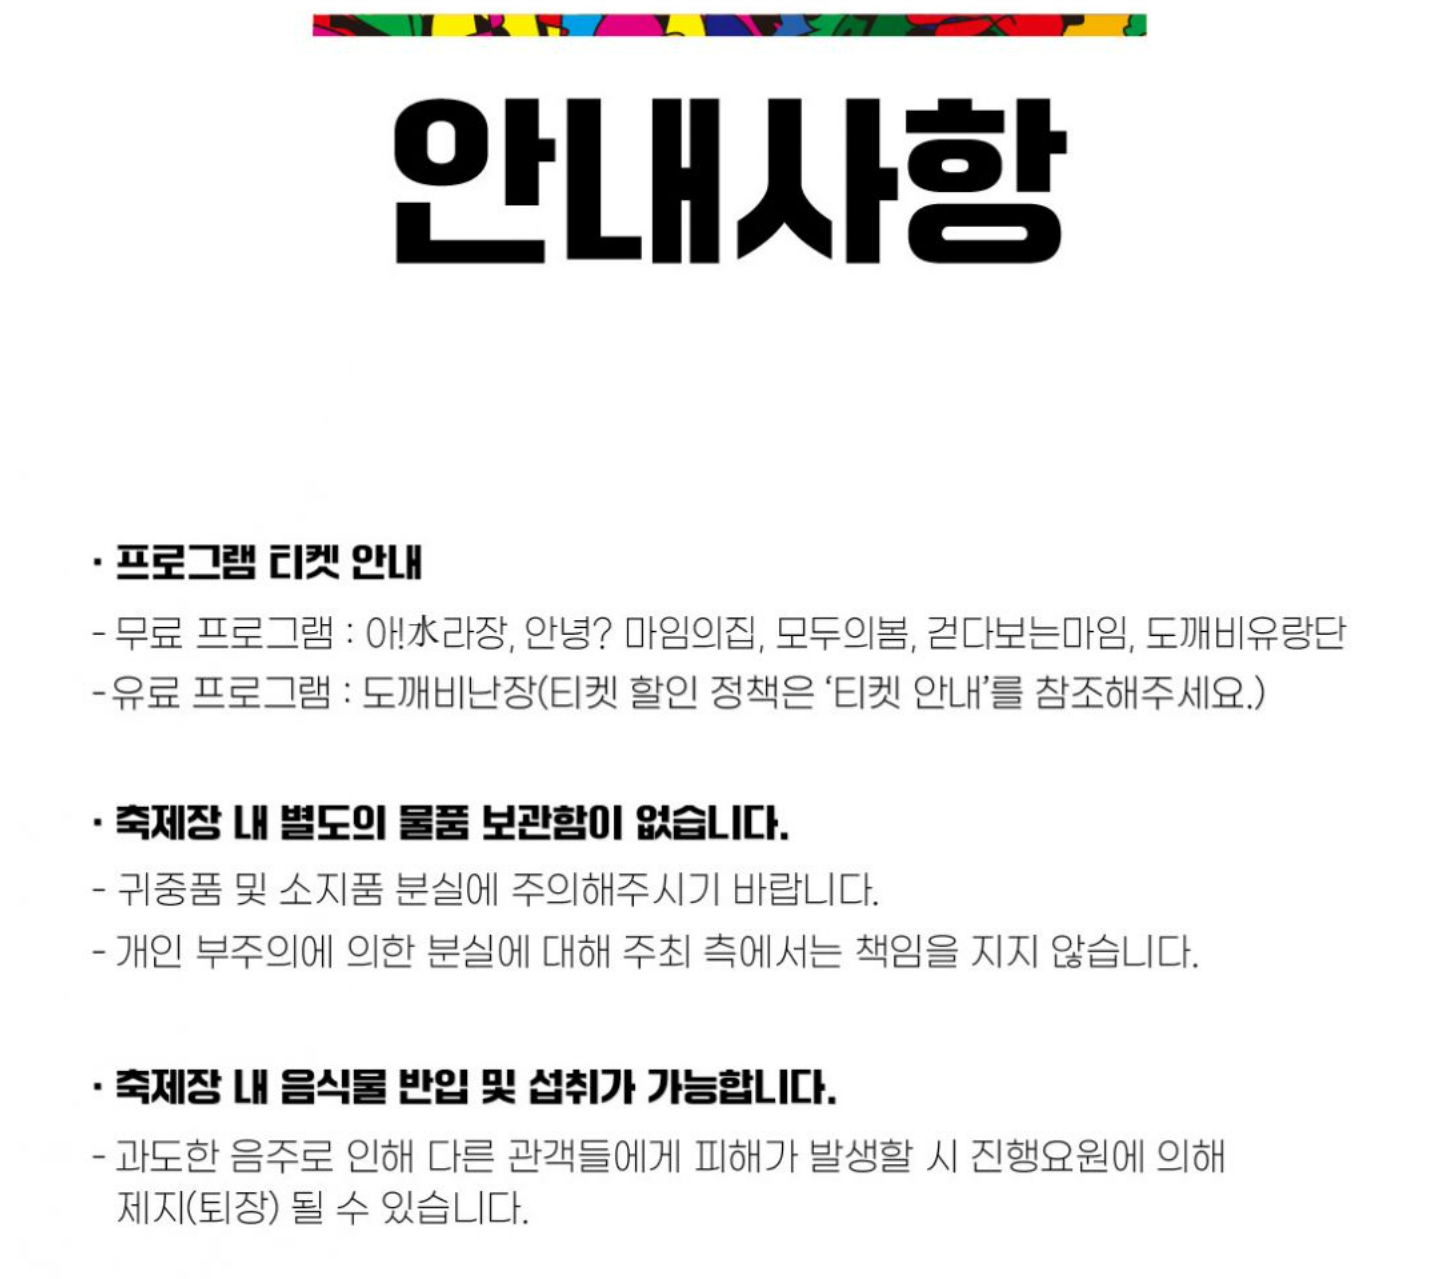 안내사항
· 프로그램 티켓 안내
- 무료 프로그램 : 아!水라장, 안녕? 마임의집, 모두의봄, 걷다보는마임, 도깨비유랑단
- 유료 프로그램 : 도깨비난장(티켓 할인 정책은 ‘티켓 안내’를 참조해주세요.)
· 축제장 내 별도의 물품 보관함이 없습니다.
- 귀중품 및 소지품 분실에 주의해주시기 바랍니다.
- 개인 부주의에 의한 분실에 대해 주최 측에서는 책임을 지지 않습니다.
· 축제장 내 음식물 반입 및 섭취가 가능합니다.
- 과도한 음주로 인해 다른 관객들에게 피해가 발생할 시 진행요원에 의해
제지(퇴장) 될 수 있습니다.